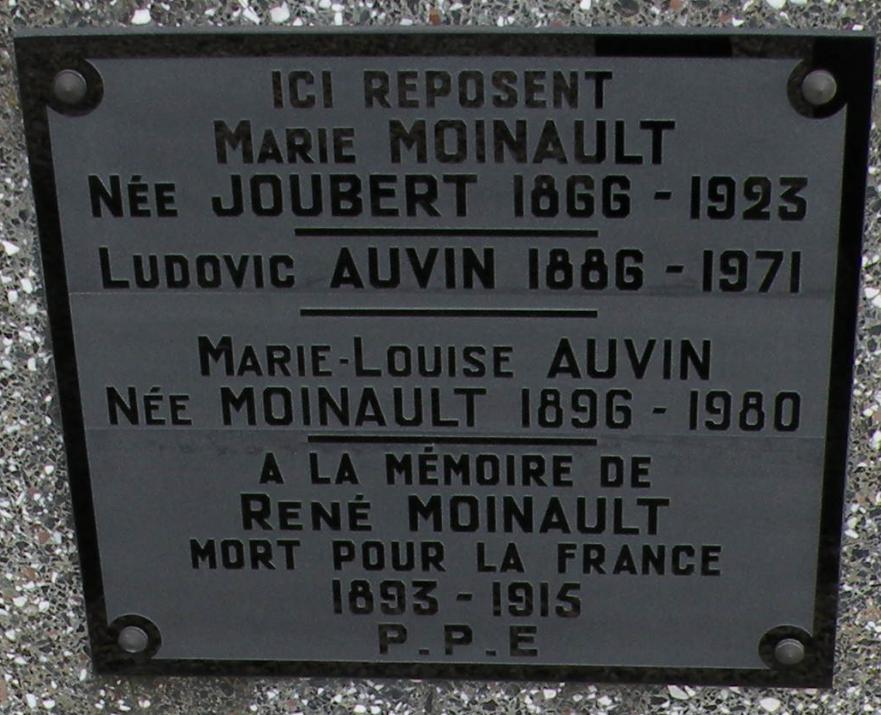 ICI REPOSENT
MARIE MOINAULT
NÉE JOUBERT 1866 - 1923
LUDOVIC AUVIN 1886 - 1971
MARIE-LOUISE AUVIN
NÉE MOINAULT 1896 - 1980
A LA MÉMOIRE DE
RENÉ MOINAULT
MORT POUR LA FRANCE
1893 - 1915
P.P.E